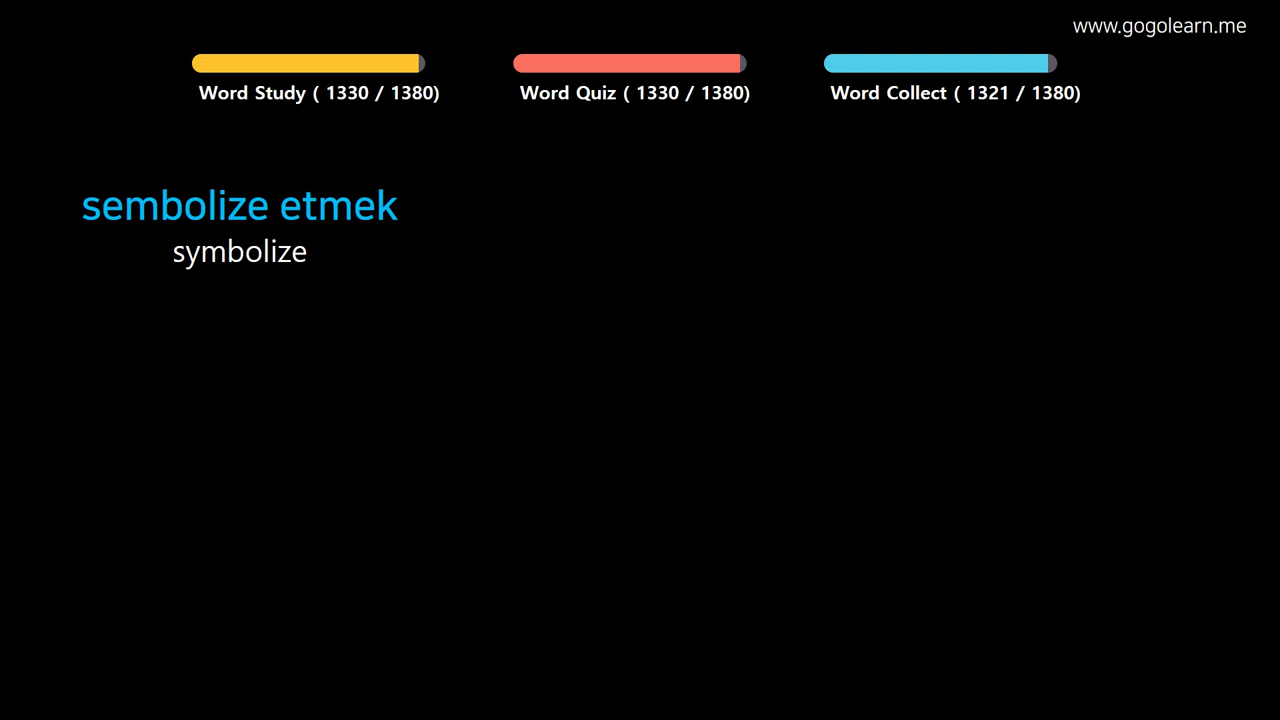 www.gogolearn.me
Word Study ( 1330 / 1380)
Word Quiz ( 1330 / 1380)
Word Collect ( 1321 / 1380)
sembolize etmek
symbolize